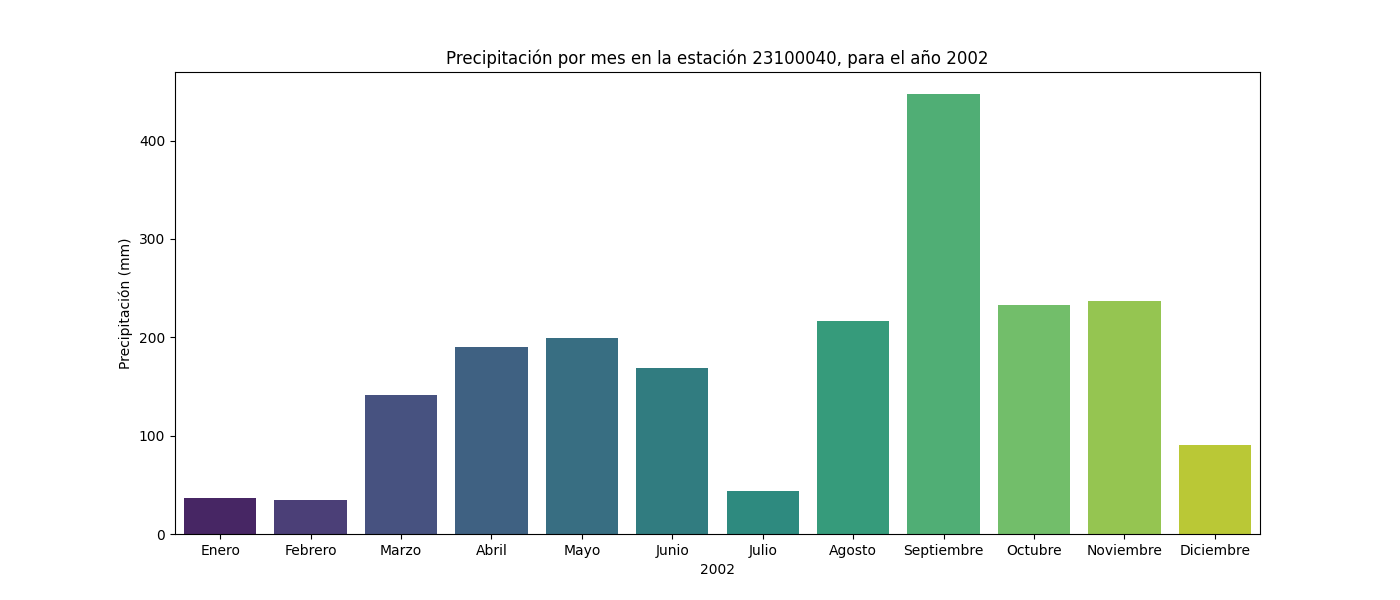 Precipitación por mes en la estación 23100040, para el año 2002
Precipitación (mm)
400
300
200
100
0
Enero Febrero Marzo Abril Mayo Junio Julio Agosto Septiembre Octubre Noviembre Diciembre
2002